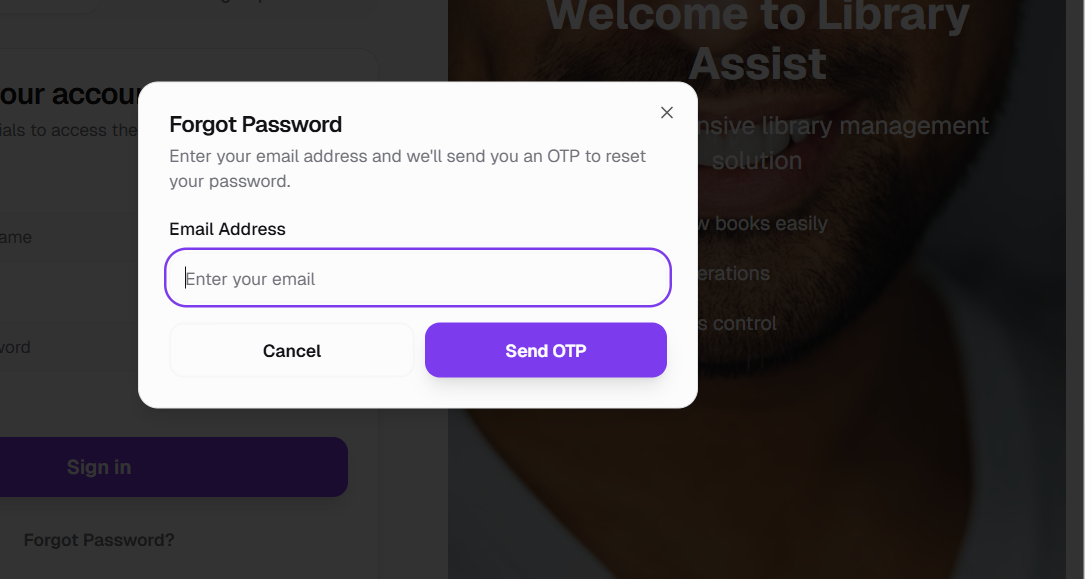 Welcome to Library
Assist
our accou
ials to access the
nsive library management
solution
Forgot Password
Enter your email address and we'll send you an OTP to reset
your password.
Email Address
Enter your email
Cancel
Send OTP
ame
word
w books easily
erations
s control
Sign in
Forgot Password?